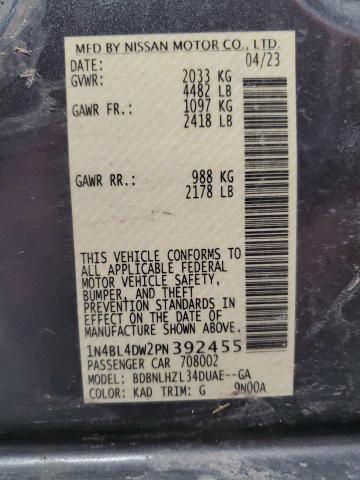 MFD BY NISSAN MOTOR CO., LTD.
DATE: 04/23
GVWR: 2033 KG
4482 LB
GAWR FR.: 1097 KG
2418 LB
GAWR RR.: 988 KG
2178 LB
THIS VEHICLE CONFORMS TO
ALL APPLICABLE FEDERAL
MOTOR VEHICLE SAFETY,
BUMPER, AND THEFT
PREVENTION STANDARDS IN
EFFECT ON THE DATE OF
MANUFACTURE SHOWN ABOVE.
1N4BL4DW2PN392455
PASSENGER CAR 708002
MODEL: BDBNLHZL34DUAE--GA
COLOR: KAD TRIM: G 9N00A